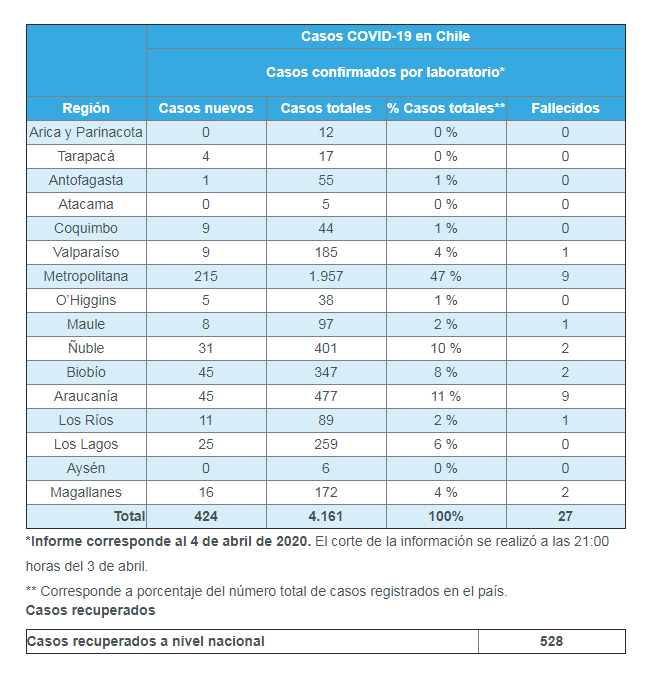 Casos COVID-19 en Chile
Casos confirmados por laboratorio*
Región Casos nuevos Casos totales % Casos totales** Fallecidos
Arica y Parinacota 0 12 0 % 0
Tarapacá 4 17 0 % 0
Antofagasta 1 55 1 % 0
Atacama 0 5 0 % 0
Coquimbo 9 44 1 % 0
Valparaíso 9 185 4 % 1
Metropolitana 215 1.957 47 % 9
O’Higgins 5 38 1 % 0
Maule 8 97 2 % 1
Ñuble 31 401 10 % 2
Biobío 45 347 8 % 2
Araucanía 45 477 11 % 9
Los Ríos 11 89 2 % 1
Los Lagos 25 259 6 % 0
Aysén 0 6 0 % 0
Magallanes 16 172 4 % 2
Total 424 4.161 100% 27
*Informe corresponde al 4 de abril de 2020. El corte de la información se realizó a las 21:00
horas del 3 de abril.
** Corresponde a porcentaje del número total de casos registrados en el país.
Casos recuperados
Casos recuperados a nivel nacional 528